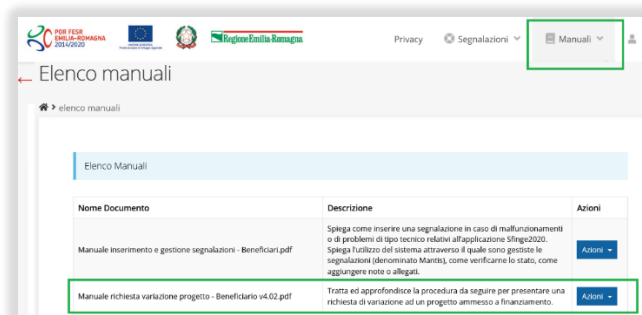 POR FESR
EMILIA-ROMAGNA
2014/2020
UNIONE EUROPEA
RegioneEmilia-Romagna
Privacy
Segnalazioni
Manuali
Elenco manuali
elenco manuali
Elenco Manuali
Nome Documento Descrizione Azioni
Manuale inserimento e gestione segnalazioni - Beneficiari.pdf
Spiega come inserire una segnalazione in caso di malfunzionamenti
o di problemi di tipo tecnico relativi all'applicazione Sfinge2020.
Spiega l'utilizzo del sistema attraverso il quale sono gestite le
segnalazioni (denominato Mantis), come verificarne lo stato, come
aggiungere note o allegati.
Azioni
Manuale richiesta variazione progetto - Beneficiario v4.02.pdf
Tratta ed approfondisce la procedura da seguire per presentare una
richiesta di variazione ad un progetto ammesso a finanziamento.
Azioni